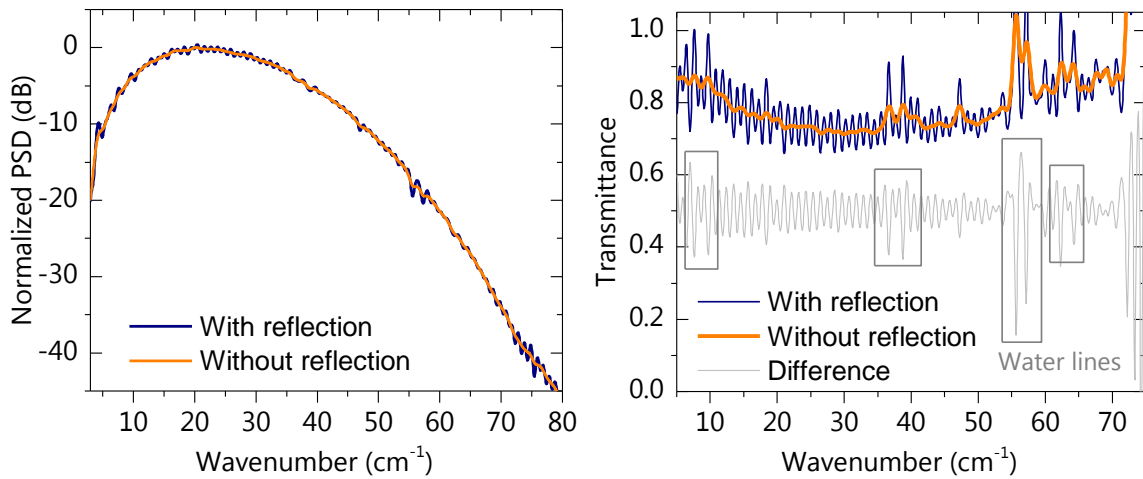 Normalized PSD (dB)
0
-10
-20
-30
-40
With reflection
Without reflection
10 20 30 40 50 60 70 80
Wavenumber (cm-1)
Transmittance
1.0
0.8
0.6
0.4
0.2
0.0
With reflection
Without reflection
Difference
Water lines
10 20 30 40 50 60 70
Wavenumber (cm-1)